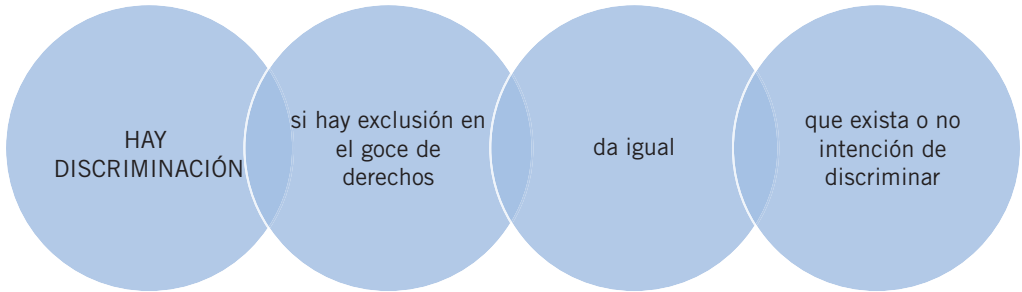 HAY
DISCRIMINACIÓN
si hay exclusión en
el goce de
derechos
da igual
que exista o no
intención de
discriminar